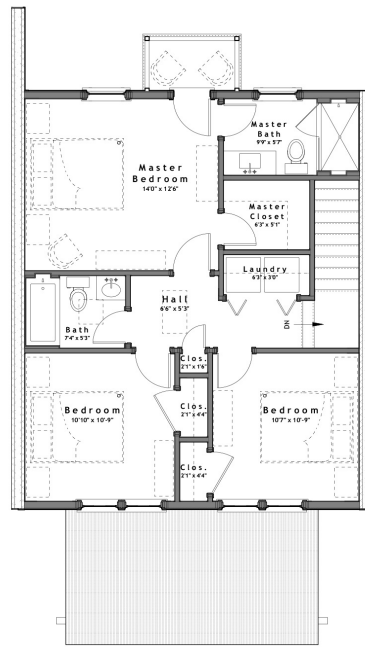 Master
Bath
9'9" x 5'7"
Master
Bedroom
14'0" x 12'6"
Master
Closet
6'3" x 5'1"
Laundry
6'3" x 3'0"
Hall
6'6" x 5'3"
DN
Bath
7'4" x 5'3"
Clos.
2'1" x 1'6"
Bedroom
10'10" x 10'-9"
Clos.
2'1" x 4'4"
Bedroom
10'7" x 10'-9"
Clos.
2'1" x 4'4"